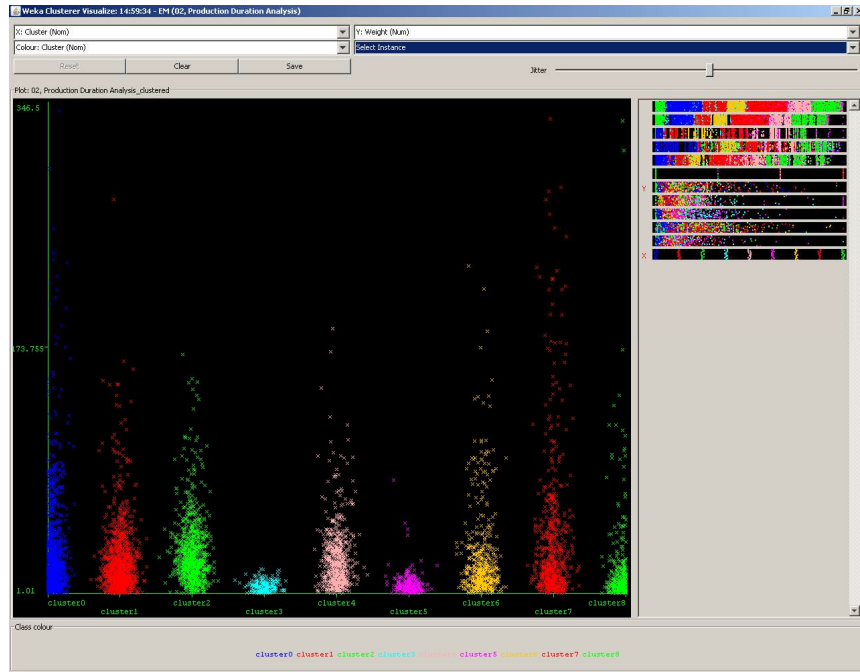 Weka Clusterer Visualize: 14:59:34 - EM (02, Production Duration Analysis)
X: Cluster (Nom)
Y: Weight (Num)
Colour: Cluster (Nom)
Select Instance
Reset
Clear
Save
Jitter
Plot: 02, Production Duration Analysis_clustered
346.5
173.755
1.01
cluster0
cluster1
cluster2
cluster3
cluster4
cluster5
cluster6
cluster7
cluster8
Y
X
Class colour
cluster0 cluster1 cluster2 cluster3 cluster4 cluster5 cluster6 cluster7 cluster8